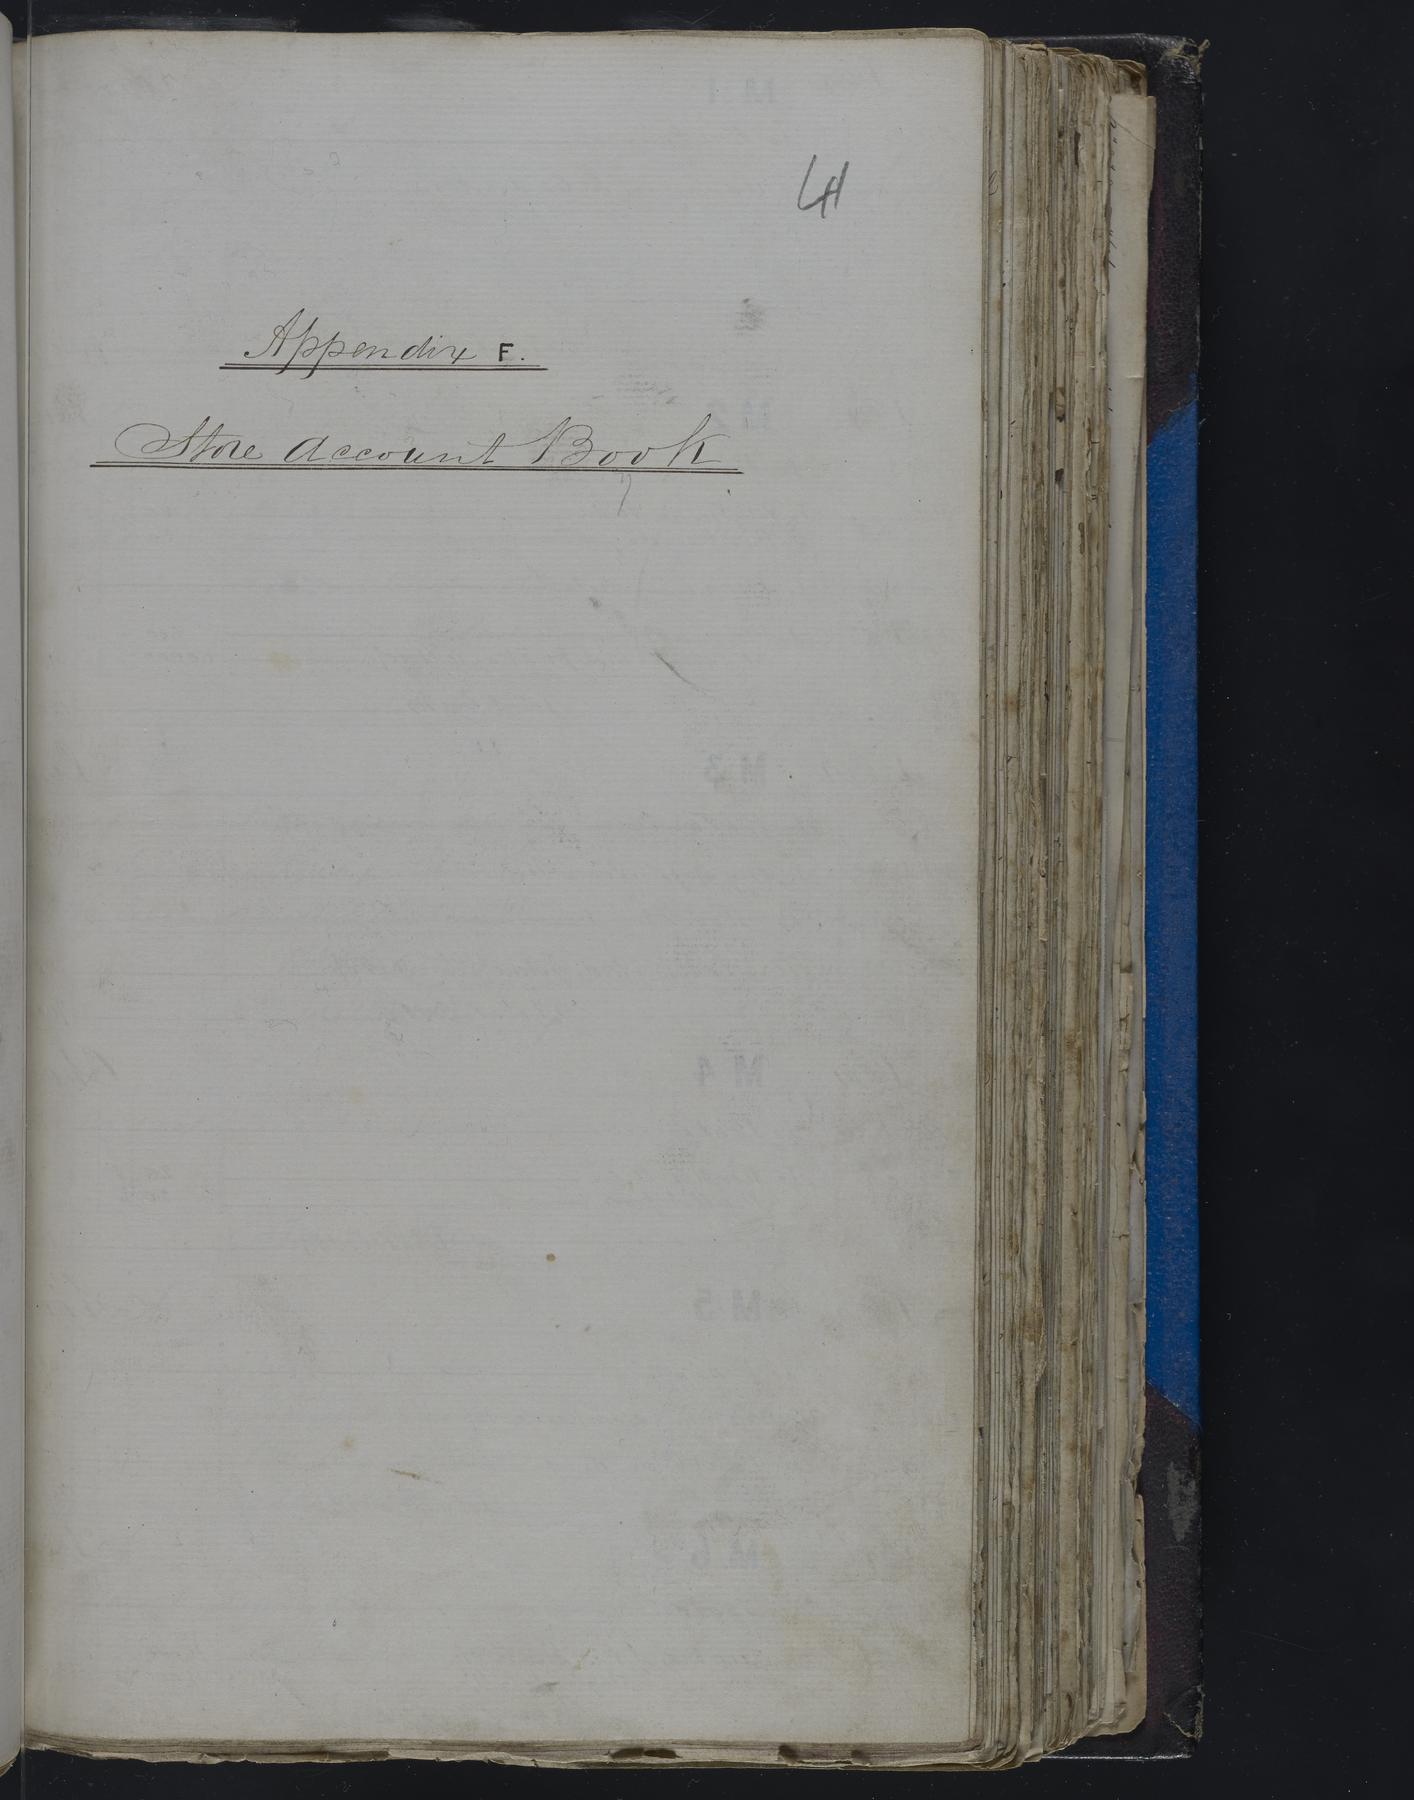 41
Appendix F.
Store Account Book